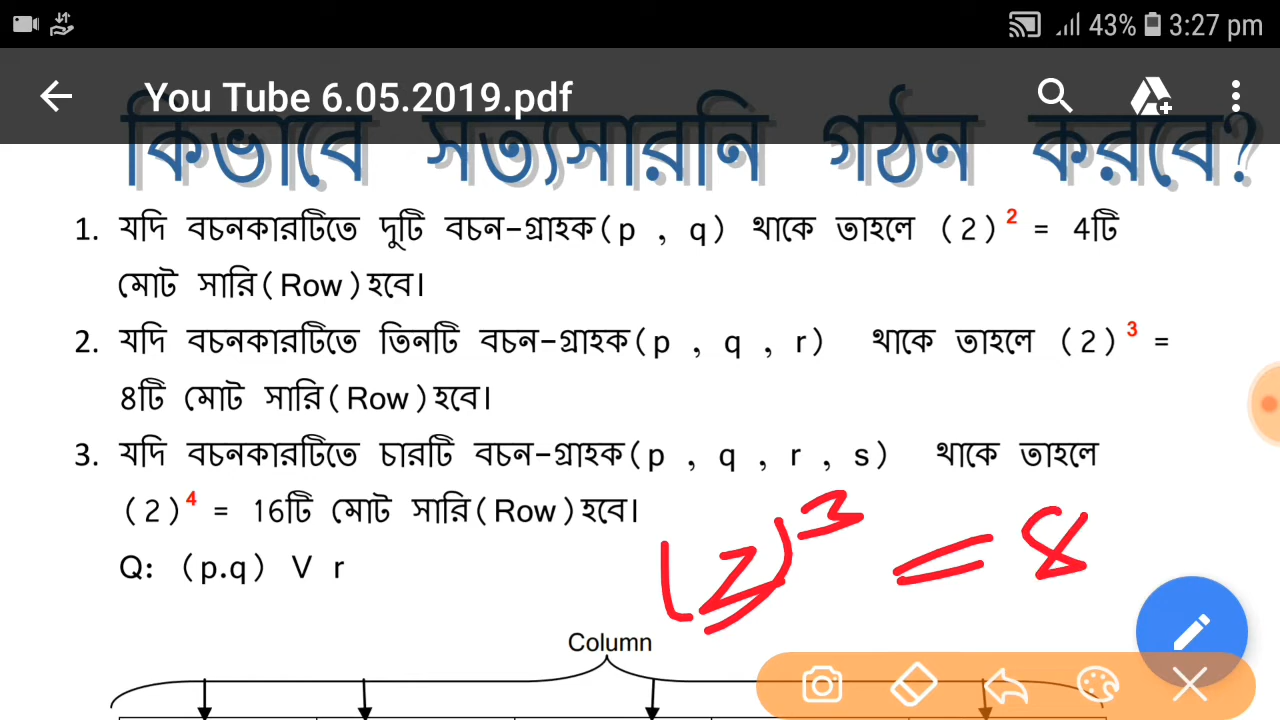 43% 3:27 pm
You Tube 6.05.2019.pdf
কিভাবে সত্যসারনি গঠন করবে?
1. যদি বচনকারটিতে দুটি বচন-গ্রাহক(p , q) থাকে তাহলে (2)² = 4টি
মোট সারি(Row)হবে।
2. যদি বচনকারটিতে তিনটি বচন-গ্রাহক(p , q , r) থাকে তাহলে (2)³ =
8টি মোট সারি(Row)হবে।
3. যদি বচনকারটিতে চারটি বচন-গ্রাহক(p , q , r , s) থাকে তাহলে
(2)⁴ = 16টি মোট সারি(Row)হবে।
(2)³ = 8
Q: (p.q) V r
Column